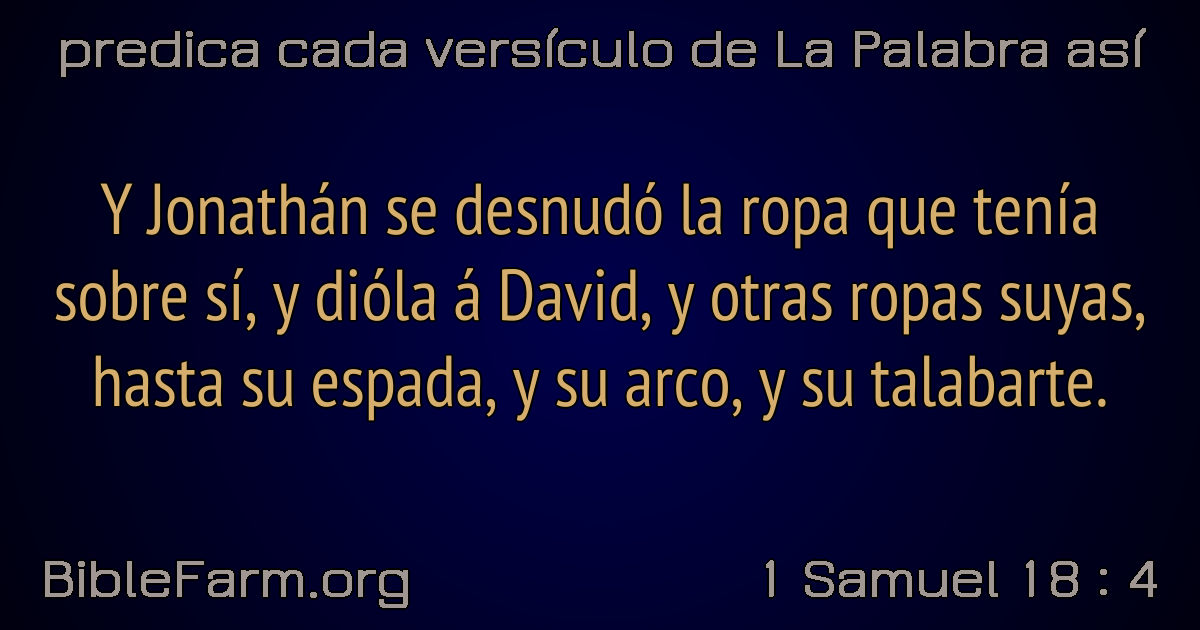 predica cada versículo de La Palabra así
Y Jonathán se desnudó la ropa que tenía
sobre sí, y dióla á David, y otras ropas suyas,
hasta su espada, y su arco, y su talabarte.
BibleFarm.org
1 Samuel 18 : 4